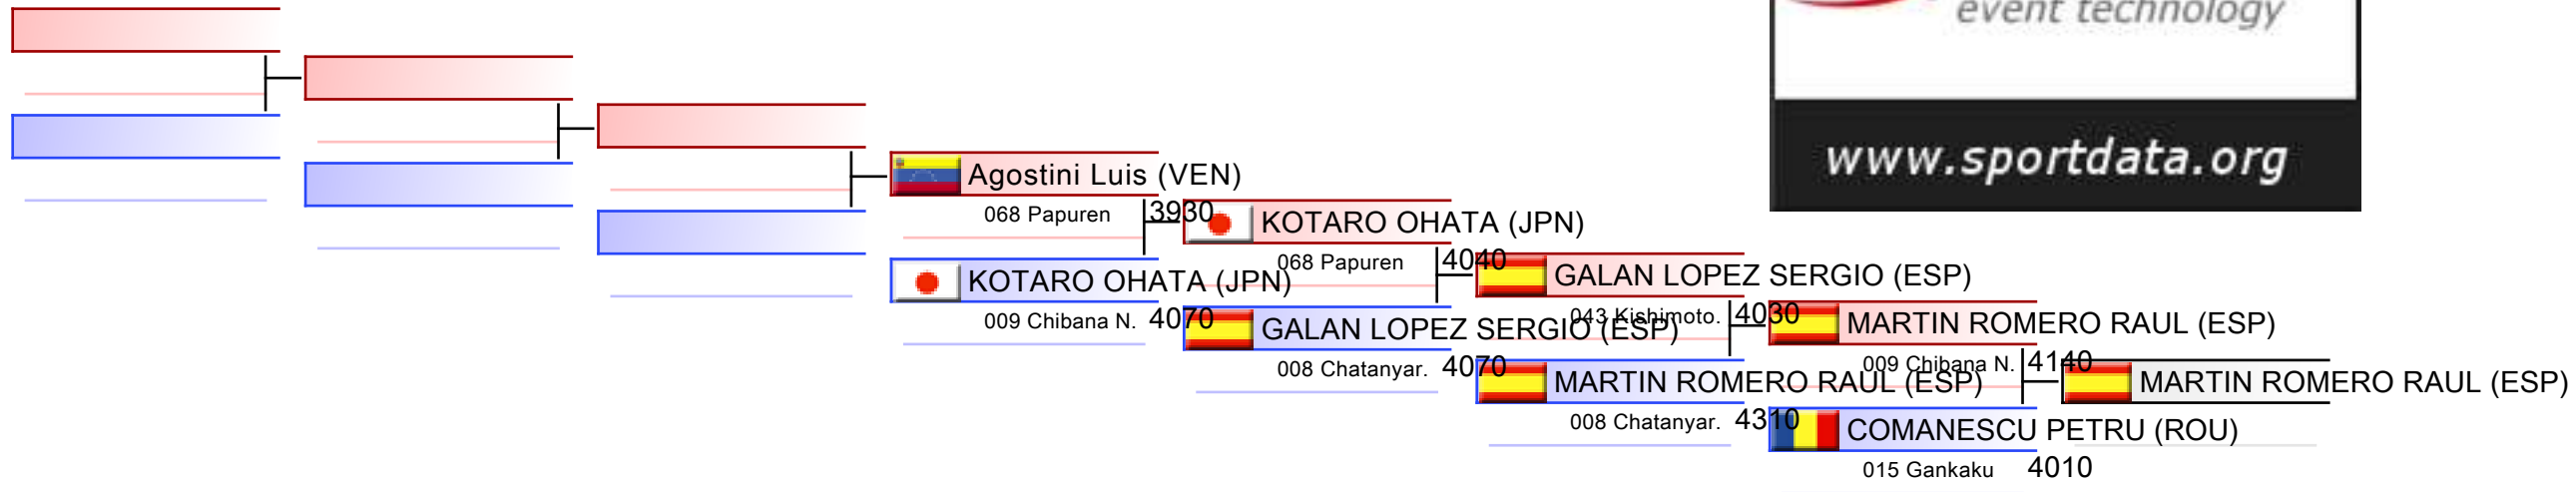 event technology
www.sportdata.org
Agostini Luis (VEN)
068 Papuren 3930
KOTARO OHATA (JPN)
009 Chibana N. 4070
KOTARO OHATA (JPN)
068 Papuren 4040
GALAN LOPEZ SERGIO (ESP)
008 Chatanyar. 4070
GALAN LOPEZ SERGIO (ESP)
043 Kishimoto. 4030
MARTIN ROMERO RAUL (ESP)
008 Chatanyar. 4310
MARTIN ROMERO RAUL (ESP)
009 Chibana N. 4140
COMANESCU PETRU (ROU)
015 Gankaku 4010
MARTIN ROMERO RAUL (ESP)